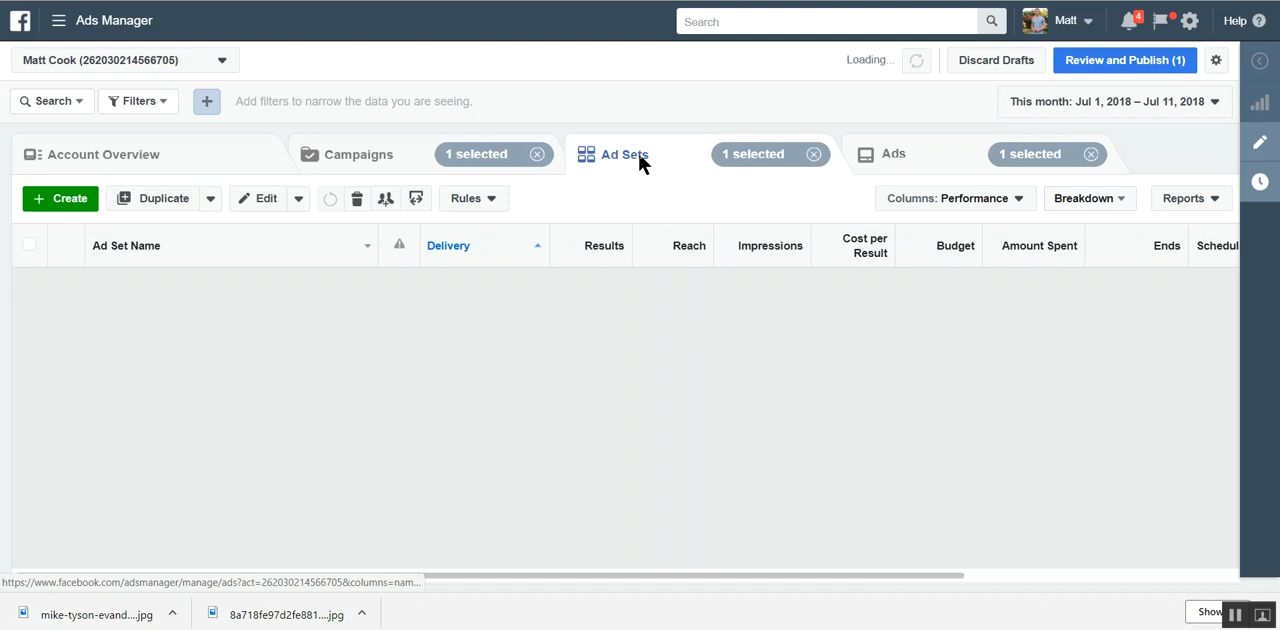 Ads Manager
Search
Matt
4
Help
Matt Cook (262030214566705)
Loading...
Discard Drafts
Review and Publish (1)
Search
Filters
Add filters to narrow the data you are seeing.
This month: Jul 1, 2018 – Jul 11, 2018
Account Overview
Campaigns
1 selected
Ad Sets
1 selected
Ads
1 selected
+ Create
Duplicate
Edit
Rules
Columns: Performance
Breakdown
Reports
Ad Set Name
Delivery
Results
Reach
Impressions
Cost per
Result
Budget
Amount Spent
Ends
Schedul
https://www.facebook.com/adsmanager/manage/ads?act=262030214566705&columns=nam...
mike-tyson-evand....jpg
8a718fe97d2fe881....jpg
Show